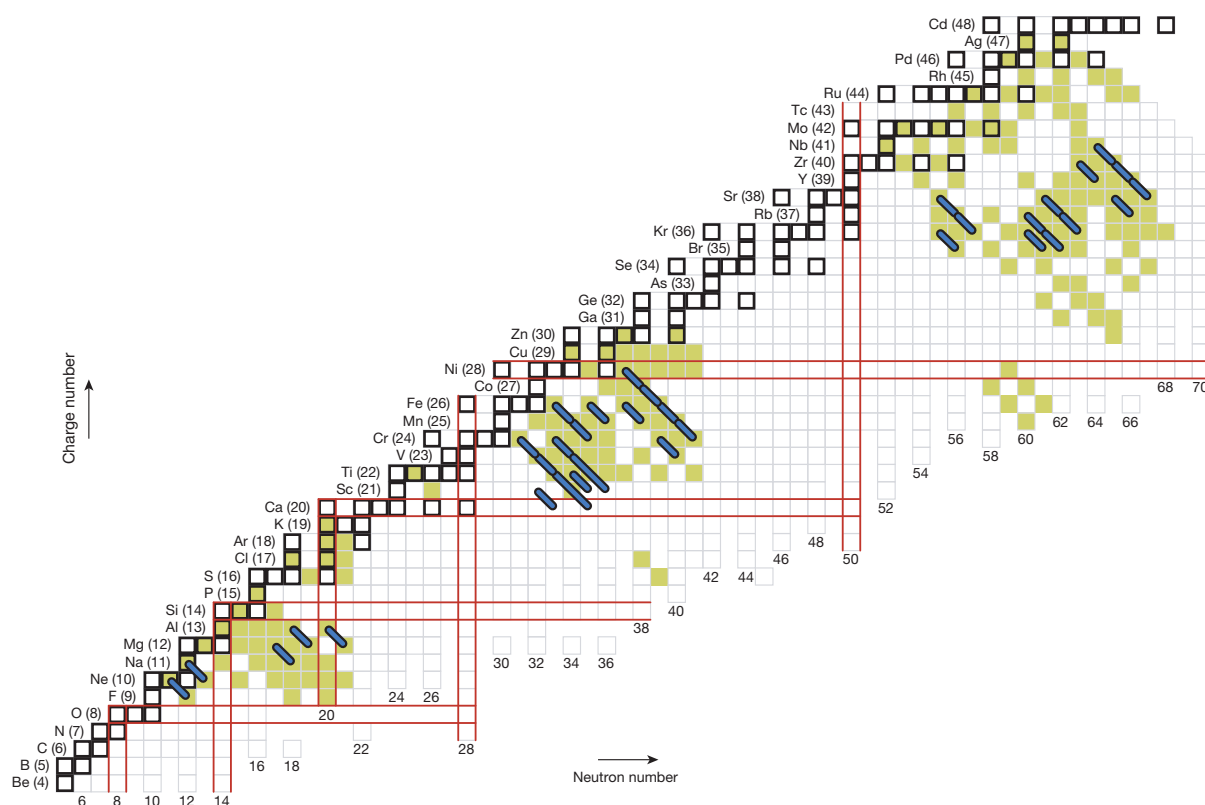 Cd (48)
Ag (47)
Pd (46)
Rh (45)
Ru (44)
Tc (43)
Mo (42)
Nb (41)
Zr (40)
Y (39)
Sr (38)
Rb (37)
Kr (36)
Br (35)
Se (34)
As (33)
Ge (32)
Ga (31)
Zn (30)
Cu (29)
Ni (28)
Co (27)
Fe (26)
Mn (25)
Cr (24)
V (23)
Ti (22)
Sc (21)
Ca (20)
K (19)
Ar (18)
Cl (17)
S (16)
P (15)
Si (14)
Al (13)
Mg (12)
Na (11)
Ne (10)
F (9)
O (8)
N (7)
C (6)
B (5)
Be (4)
Charge number
Neutron number
6
8
10
12
14
16
18
20
22
24
26
28
30
32
34
36
38
40
42
44
46
48
50
52
54
56
58
60
62
64
66
68
70